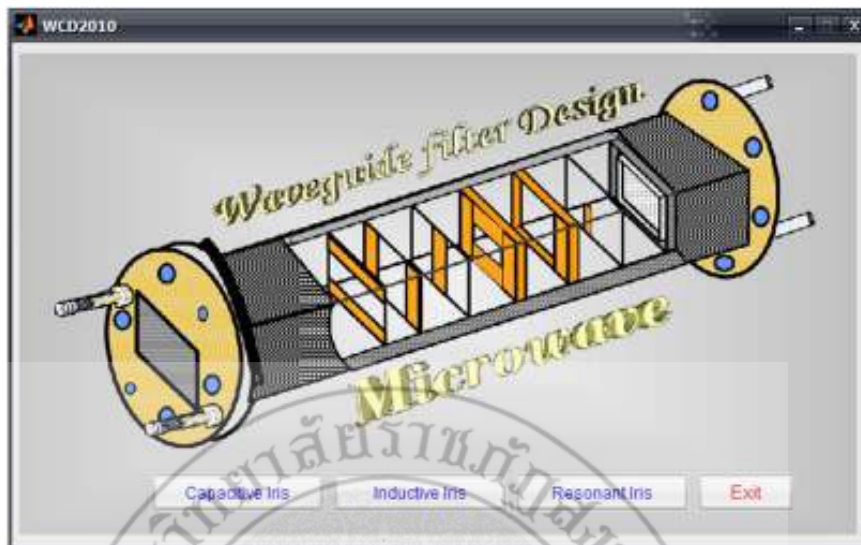 WCD2010
Waveguide filter Design.
Microwave
Capacitive Iris
Inductive Iris
Resonant Iris
Exit